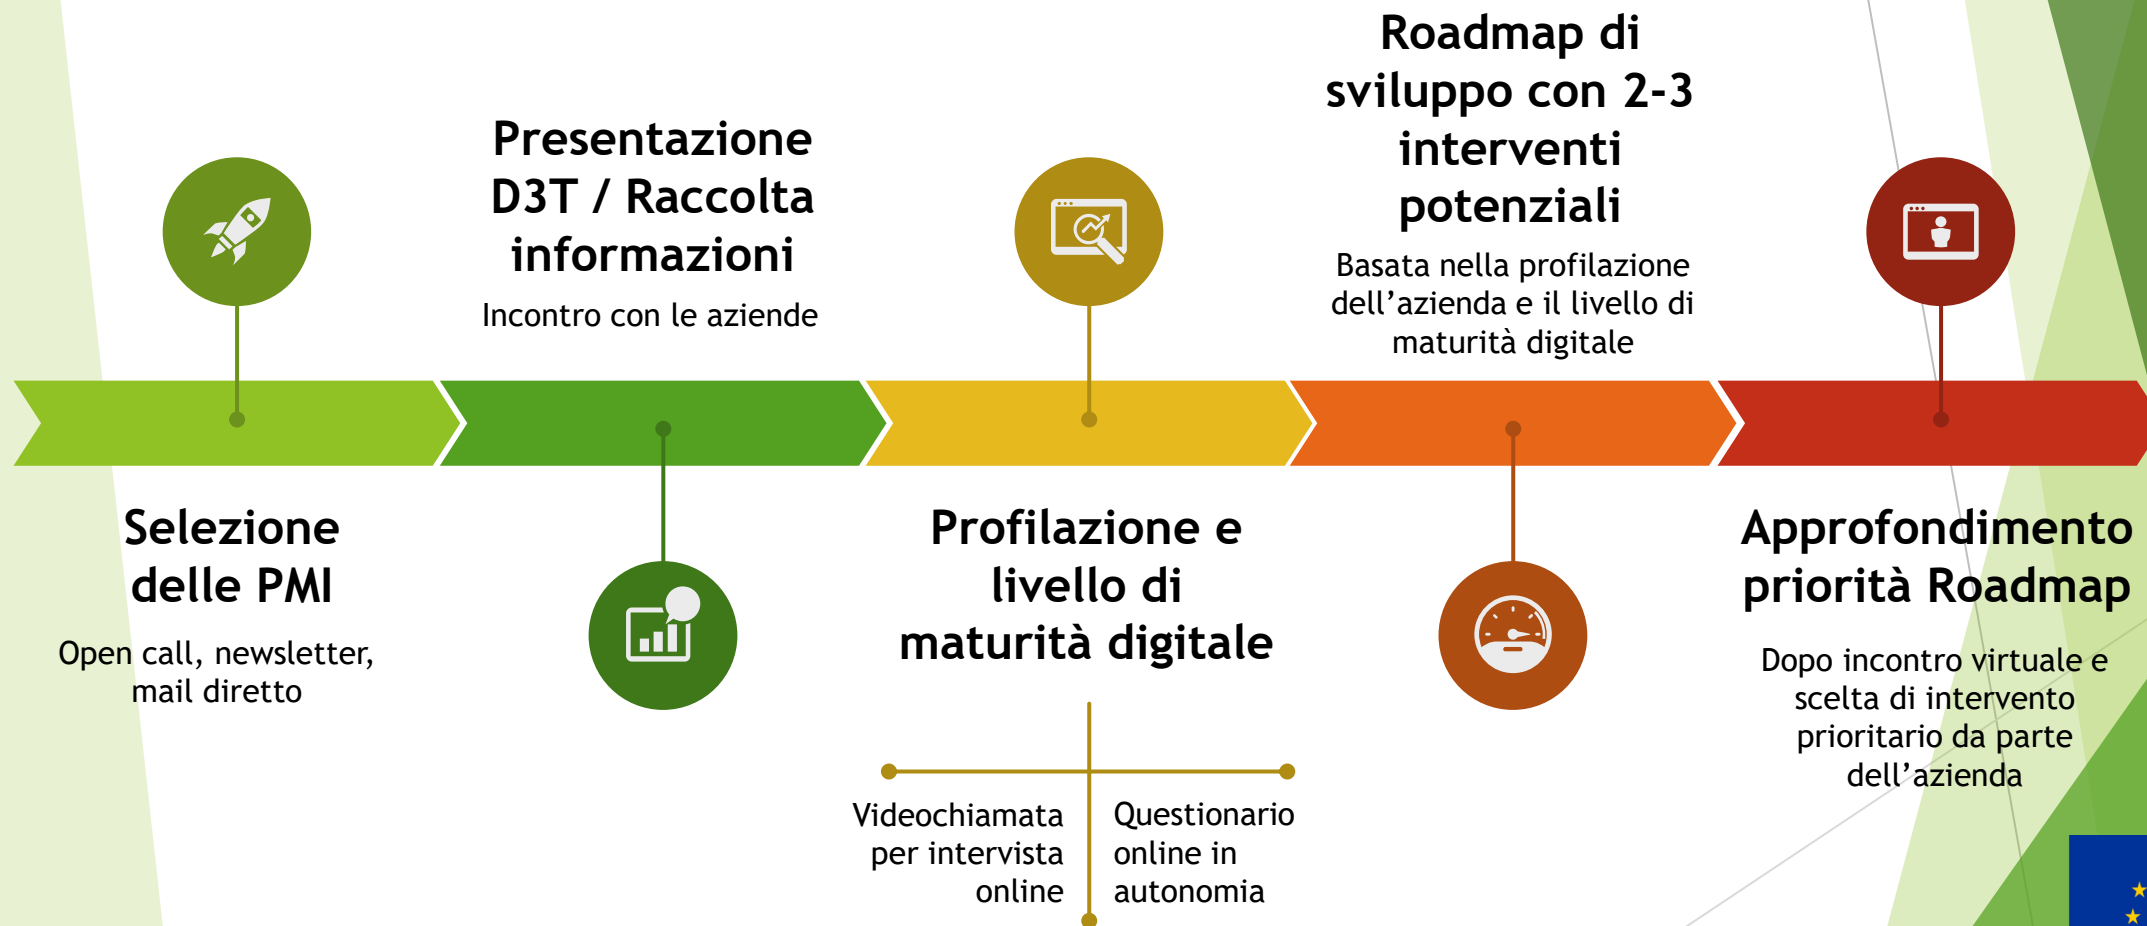 Selezione
delle PMI
Open call, newsletter,
mail diretto
Presentazione
D3T / Raccolta
informazioni
Incontro con le aziende
Profilazione e
livello di
maturità digitale
Videochiamata
per intervista
online
Questionario
online in
autonomia
Roadmap di
sviluppo con 2-3
interventi
potenziali
Basata nella profilazione
dell’azienda e il livello di
maturità digitale
Approfondimento
priorità Roadmap
Dopo incontro virtuale e
scelta di intervento
prioritario da parte
dell’azienda